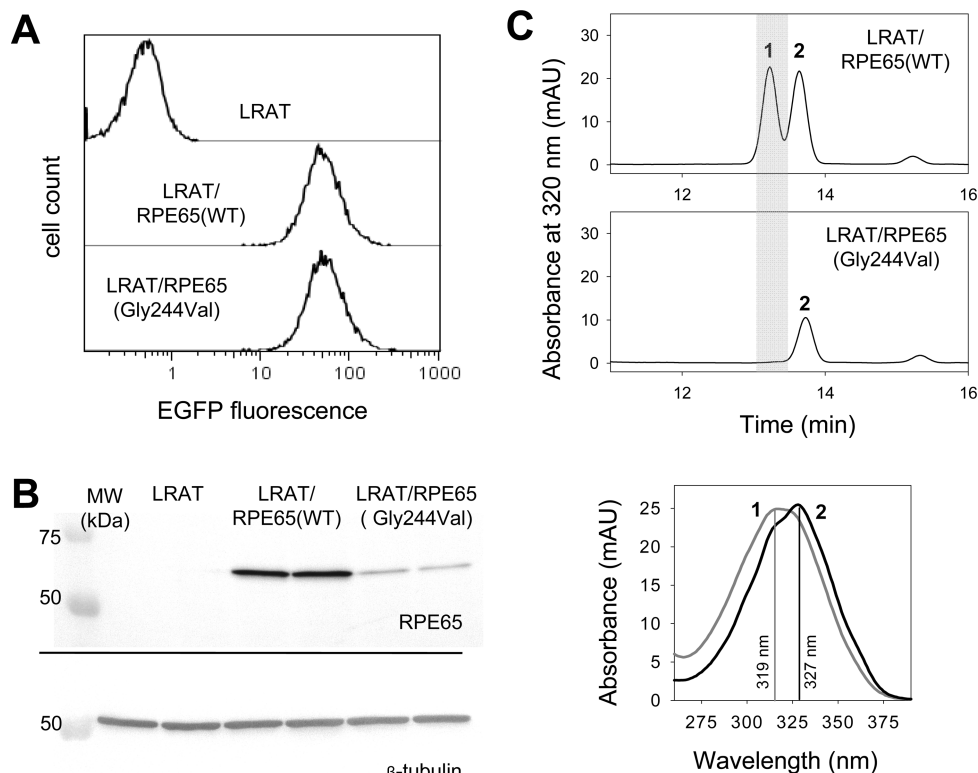 A
LRAT
LRAT/
RPE65(WT)
LRAT/RPE65
(Gly244Val)
cell count
1 10 100 1000
EGFP fluorescence
B
MW
(kDa)
LRAT
LRAT/
RPE65(WT)
LRAT/RPE65
( Gly244Val)
75
50
RPE65
50
β-tubulin
C
Absorbance at 320 nm (mAU)
30
20
10
0
1 2
LRAT/
RPE65(WT)
12 14 16
30
20
10
0
2
LRAT/RPE65
(Gly244Val)
12 14 16
Time (min)
Absorbance (mAU)
25
20
15
10
5
0
1 2
319 nm
327 nm
275 300 325 350 375
Wavelength (nm)